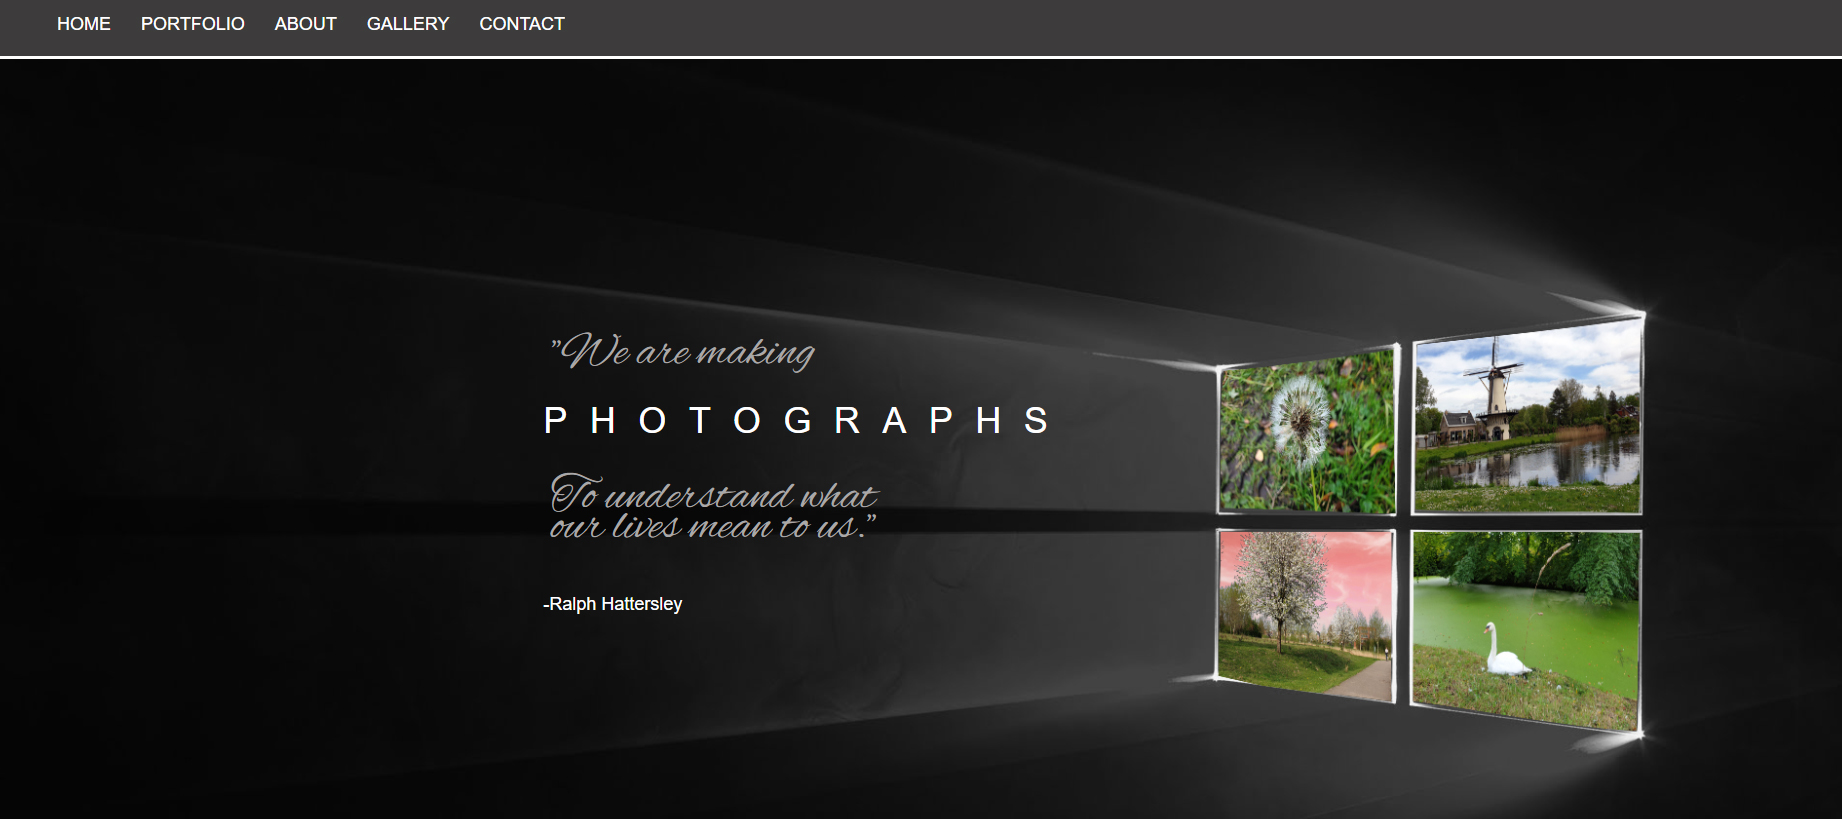 HOME PORTFOLIO ABOUT GALLERY CONTACT
”We are making
PHOTOGRAPHS
To understand what
our lives mean to us.”
-Ralph Hattersley